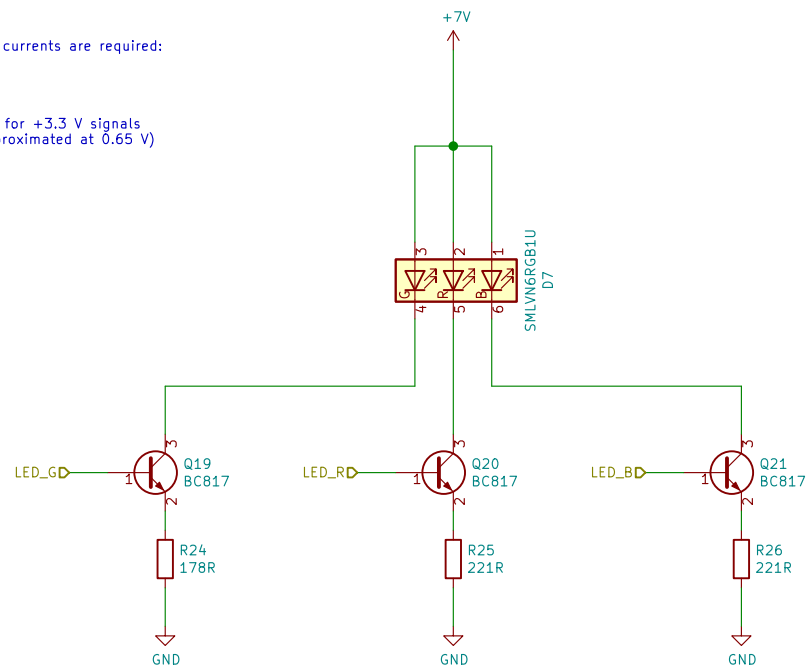 +7V
currents are required:
for +3.3 V signals
roximated at 0.65 V)
3
2
1
G
R
B
4
5
6
SMLVN6RGB1U
D7
LED_G
1
3
2
Q19
BC817
LED_R
1
3
2
Q20
BC817
LED_B
1
3
2
Q21
BC817
R24
178R
R25
221R
R26
221R
GND
GND
GND